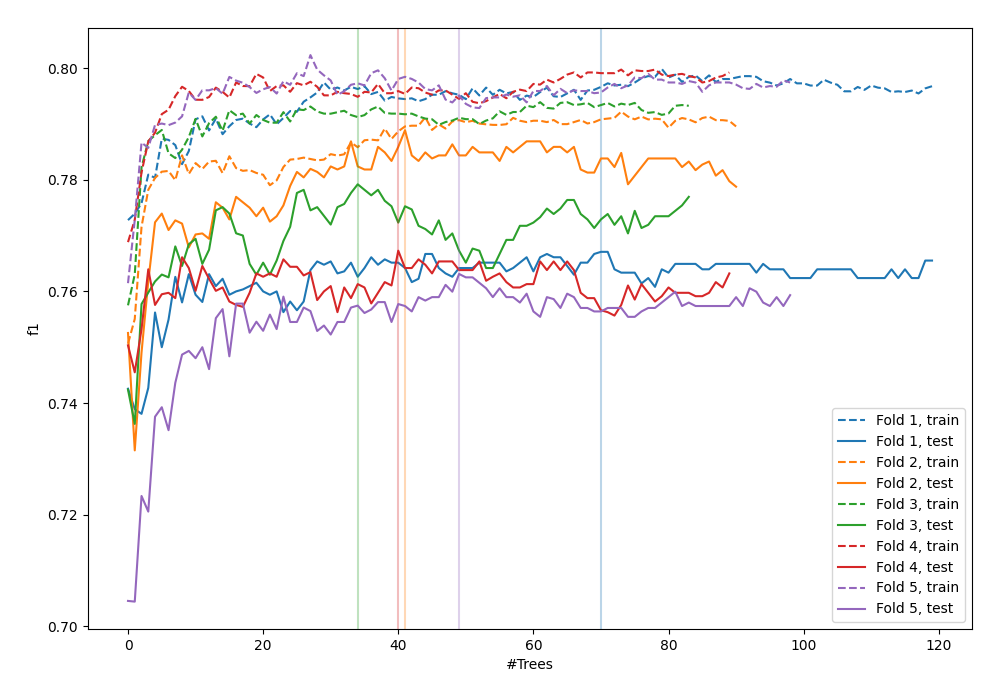 0.80
0.78
0.76
0.74
0.72
0.70
f1
0 20 40 60 80 100 120
#Trees
Fold 1, train
Fold 1, test
Fold 2, train
Fold 2, test
Fold 3, train
Fold 3, test
Fold 4, train
Fold 4, test
Fold 5, train
Fold 5, test